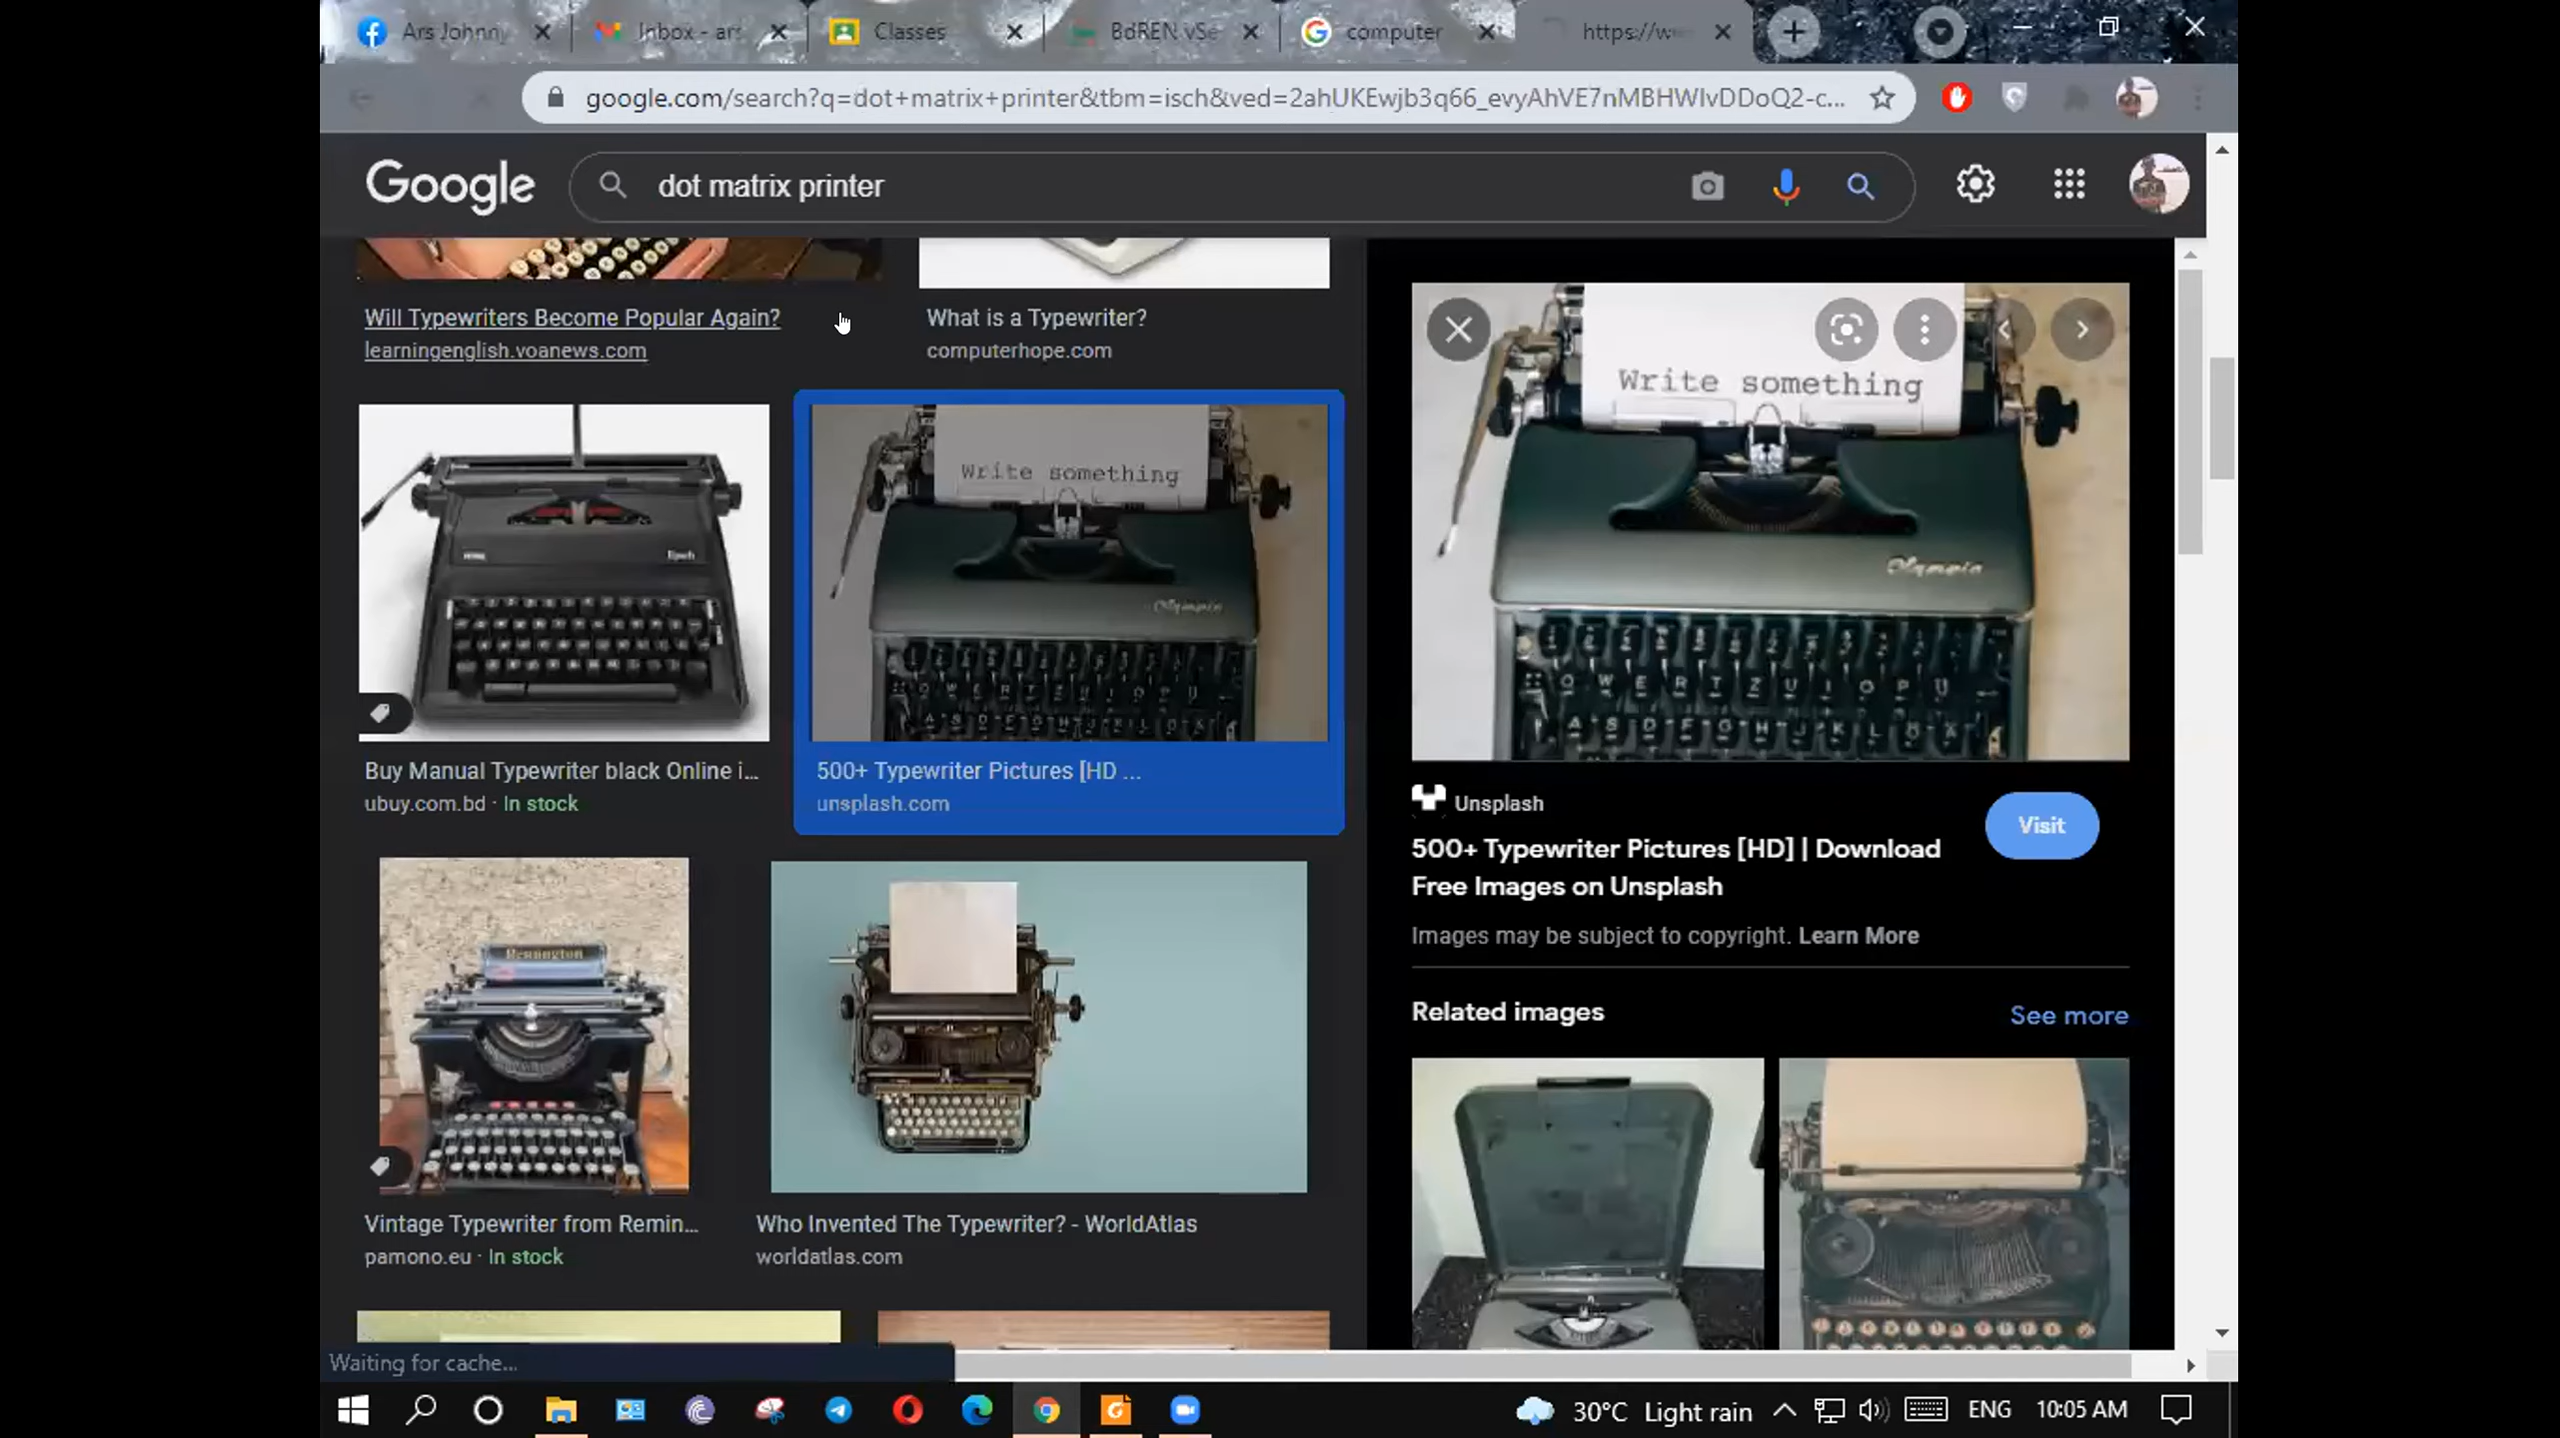 Ars Johnny
Inbox - ars
Classes
BdREN vSe
computer
https://w
google.com/search?q=dot+matrix+printer&tbm=isch&ved=2ahUKEwjb3q66_evyAhVE7nMBHWIvDDoQ2-c...
Google
dot matrix printer
Will Typewriters Become Popular Again?
learningenglish.voanews.com
What is a Typewriter?
computerhope.com
Write something
Olympia
Buy Manual Typewriter black Online i...
ubuy.com.bd · In stock
500+ Typewriter Pictures [HD ...
unsplash.com
Write something
Olympia
Q W E R T Z U I O P Ü
A S D F G H J K L Ö Ä
Unsplash
Visit
500+ Typewriter Pictures [HD] | Download
Free Images on Unsplash
Images may be subject to copyright. Learn More
Related images
See more
Remington
Vintage Typewriter from Remin...
pamono.eu · In stock
Who Invented The Typewriter? - WorldAtlas
worldatlas.com
Waiting for cache...
30°C Light rain
ENG
10:05 AM